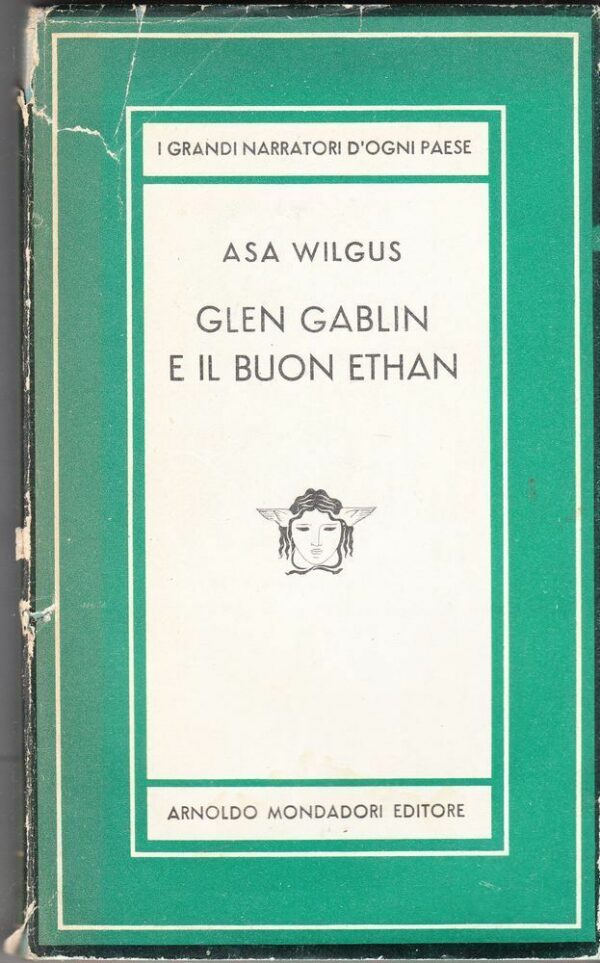 I GRANDI NARRATORI D'OGNI PAESE
ASA WILGUS
GLEN GABLIN
E IL BUON ETHAN
ARNOLDO MONDADORI EDITORE